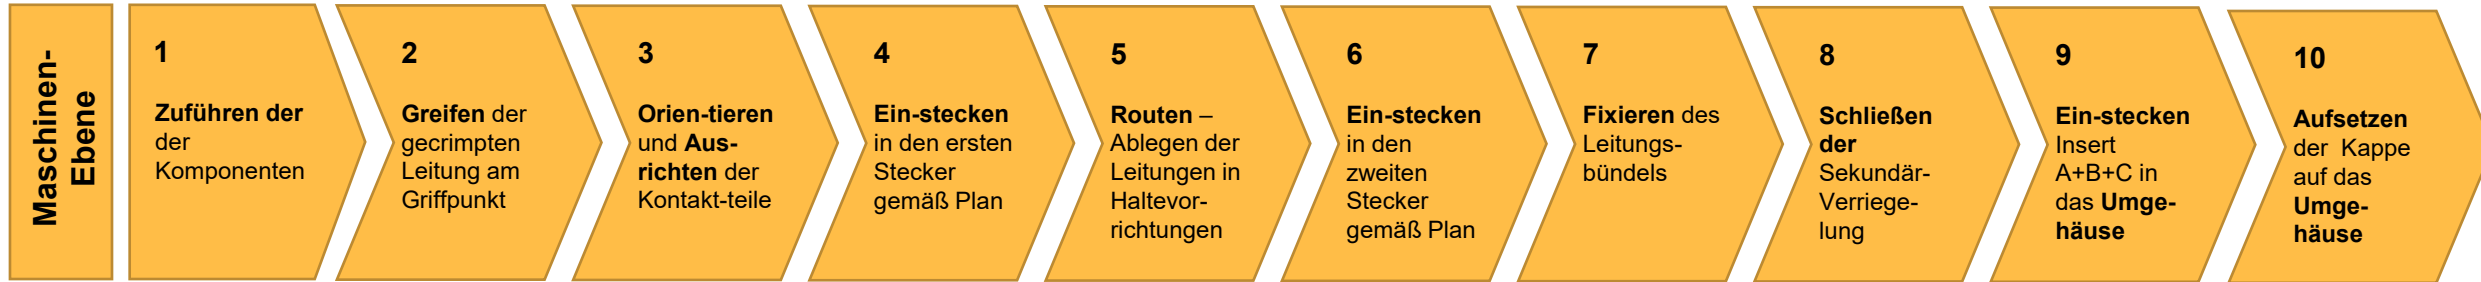 Maschinen-
Ebene
1
Zuführen der
der
Komponenten
2
Greifen der
gecrimpten
Leitung am
Griffpunkt
3
Orien-tieren
und Aus-
richten der
Kontakt-teile
4
Ein-stecken
in den ersten
Stecker
gemäß Plan
5
Routen –
Ablegen der
Leitungen in
Haltevor-
richtungen
6
Ein-stecken
in den
zweiten
Stecker
gemäß Plan
7
Fixieren des
Leitungs-
bündels
8
Schließen
der
Sekundär-
Verriege-
lung
9
Ein-stecken
Insert
A+B+C in
das Umge-
häuse
10
Aufsetzen
der Kappe
auf das
Umge-
häuse